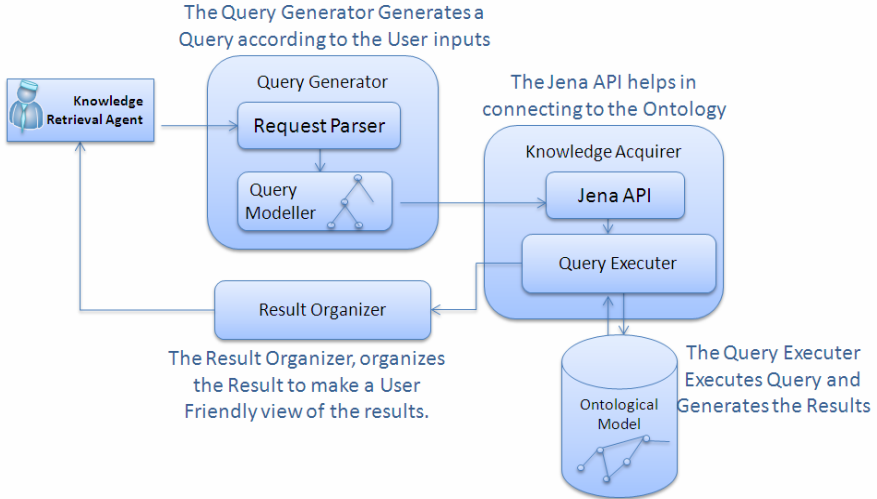 The Query Generator Generates a
Query according to the User inputs
Query Generator
Knowledge
Retrieval Agent
Request Parser
Query
Modeller
The Jena API helps in
connecting to the Ontology
Knowledge Acquirer
Jena API
Query Executer
Result Organizer
The Result Organizer, organizes
the Result to make a User
Friendly view of the results.
The Query Executer
Executes Query and
Generates the Results
Ontological
Model